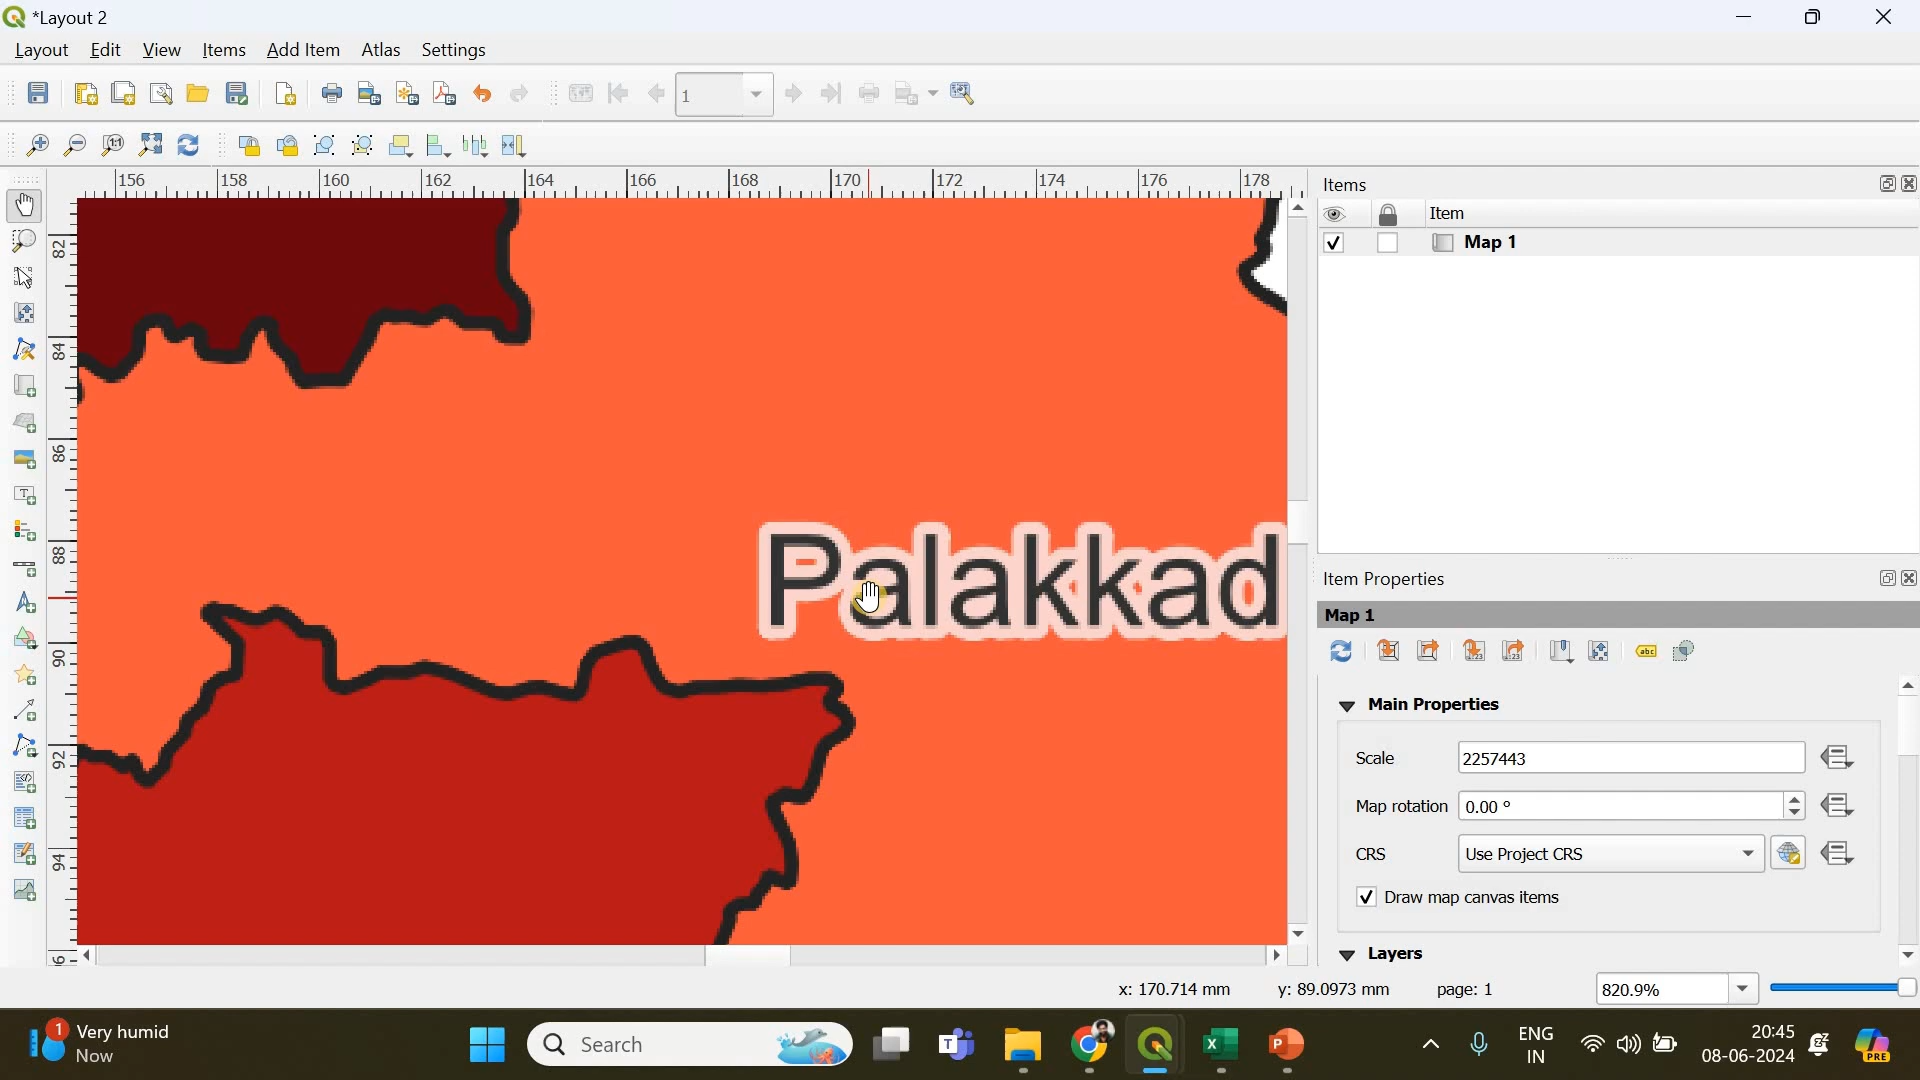 *Layout 2
Layout Edit View Items Add Item Atlas Settings
1
156 158 160 162 164 166 168 170 172 174 176 178
82
84
86
88
90
92
94
Palakkad
Items
Item
Map 1
Item Properties
Map 1
abc
Main Properties
Scale 2257443
Map rotation 0.00 °
CRS Use Project CRS
Draw map canvas items
Layers
x: 170.714 mm y: 89.0973 mm page: 1 820.9%
1
Very humid
Now
Search
ENG
IN
20:45
08-06-2024
PRE